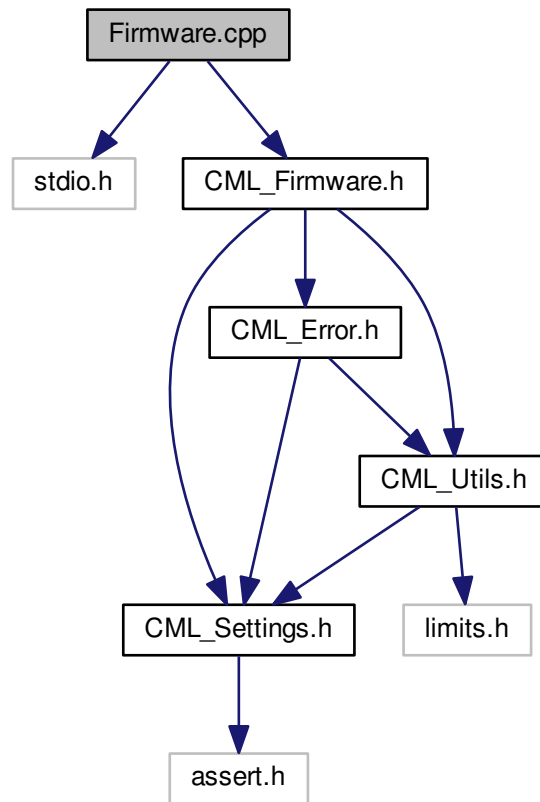 Firmware.cpp
stdio.h
CML_Firmware.h
CML_Error.h
CML_Utils.h
CML_Settings.h
limits.h
assert.h